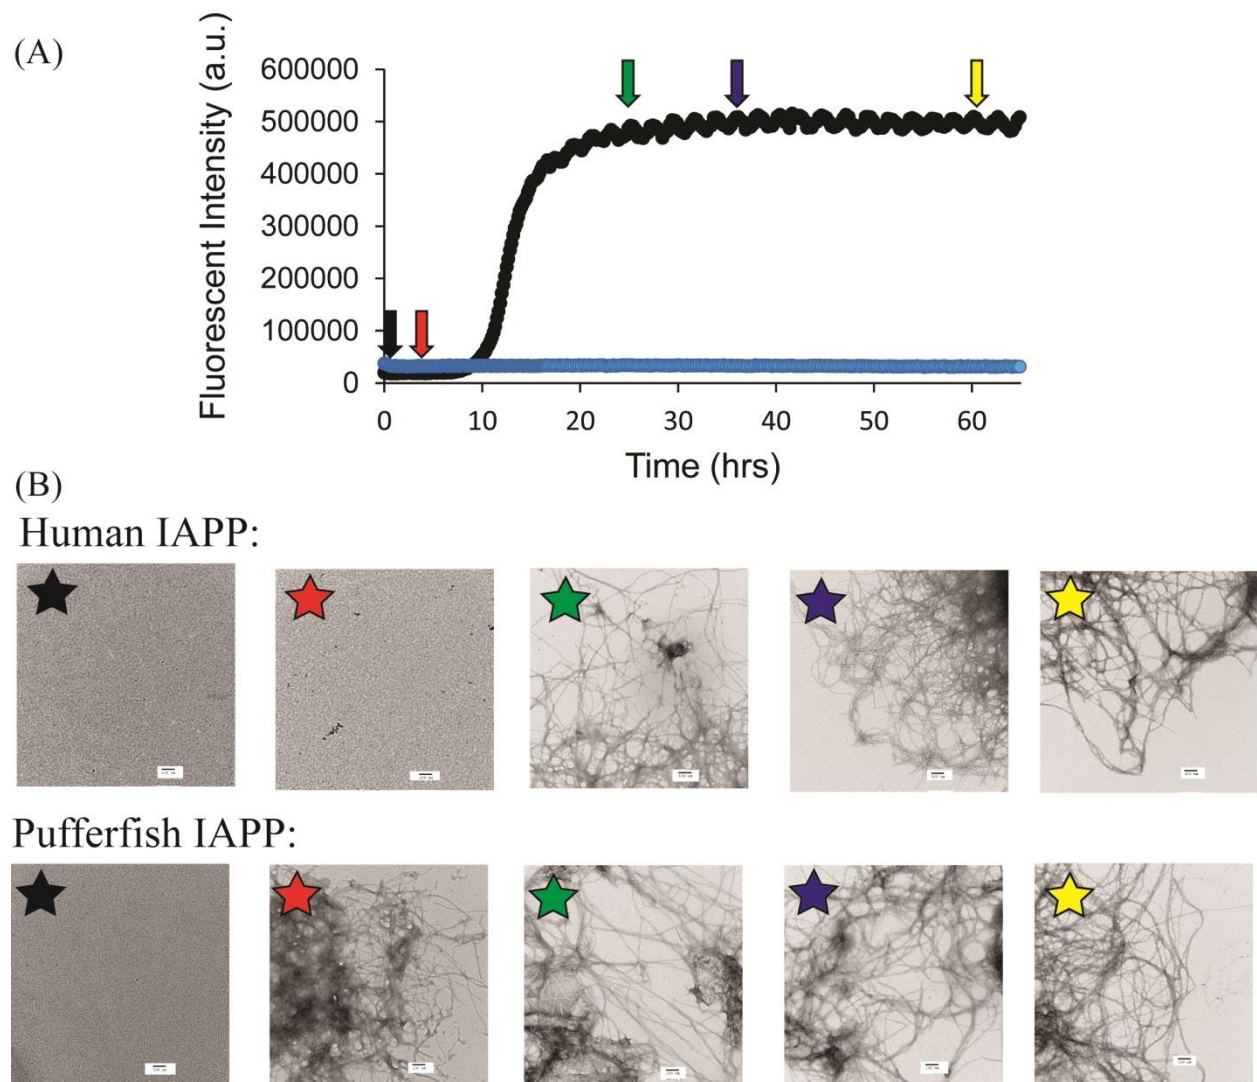 (A)
Fluorescent Intensity (a.u.)
600000
500000
400000
300000
200000
100000
0
0 10 20 30 40 50 60
Time (hrs)
(B)
Human IAPP:
Pufferfish IAPP: